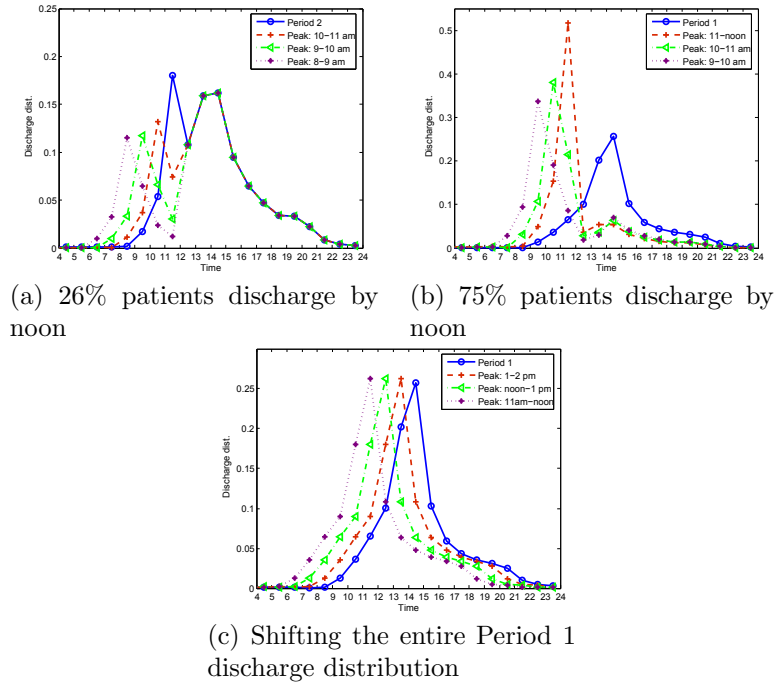 0.25
0.2
0.15
0.1
0.05
0
Discharge dist.
4 5 6 7 8 9 10 11 12 13 14 15 16 17 18 19 20 21 22 23 24
Time
Period 2
Peak: 10−11 am
Peak: 9−10 am
Peak: 8−9 am
(a) 26% patients discharge by
noon
0.5
0.4
0.3
0.2
0.1
0
Discharge dist.
4 5 6 7 8 9 10 11 12 13 14 15 16 17 18 19 20 21 22 23 24
Time
Period 1
Peak: 11−noon
Peak: 10−11 am
Peak: 9−10 am
(b) 75% patients discharge by
noon
0.25
0.2
0.15
0.1
0.05
0
Discharge dist.
4 5 6 7 8 9 10 11 12 13 14 15 16 17 18 19 20 21 22 23 24
Time
Period 1
Peak: 1−2 pm
Peak: noon−1 pm
Peak: 11am−noon
(c) Shifting the entire Period 1
discharge distribution